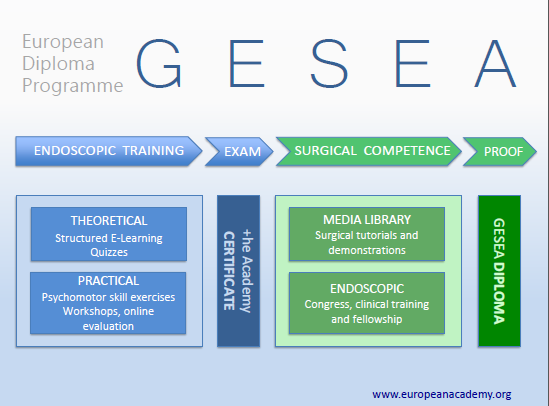 European
Diploma
Programme
G E S E A
ENDOSCOPIC TRAINING
EXAM
SURGICAL COMPETENCE
PROOF
THEORETICAL
Structured E-Learning
Quizzes
PRACTICAL
Psychomotor skill exercises
Workshops, online
evaluation
+he Academy
CERTIFICATE
MEDIA LIBRARY
Surgical tutorials and
demonstrations
ENDOSCOPIC
Congress, clinical training
and fellowship
GESEA DIPLOMA
www.europeanacademy.org